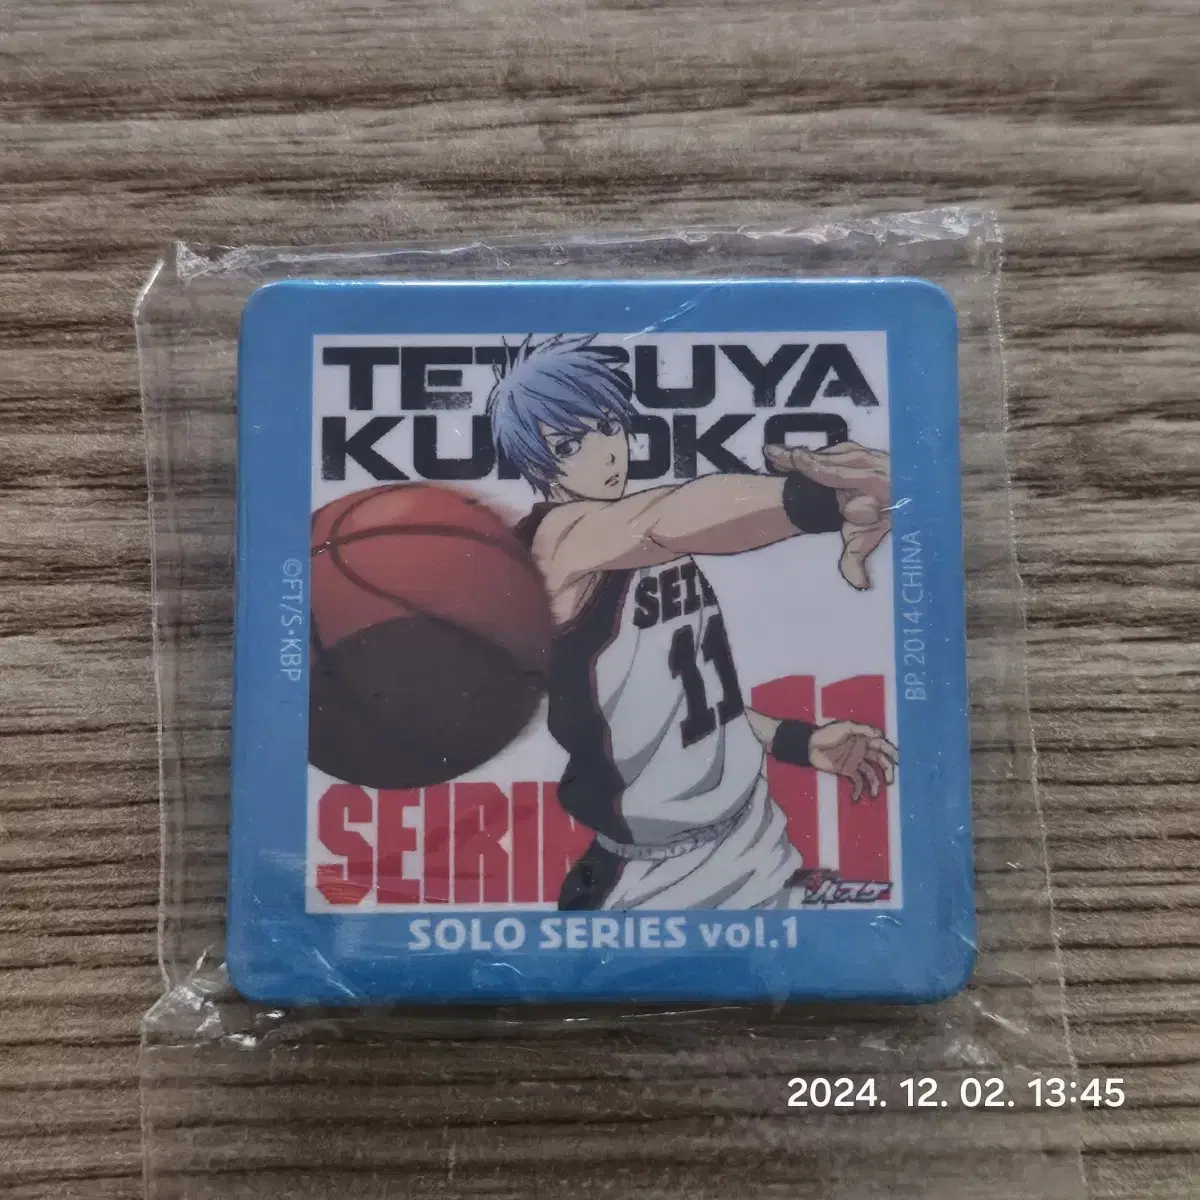 TETSUYA
KUROKO
©FT/S・KBP
BP. 2014 CHINA
SEIRIN
11
11
SEIRIN
SOLO SERIES vol.1
2024. 12. 02. 13:45